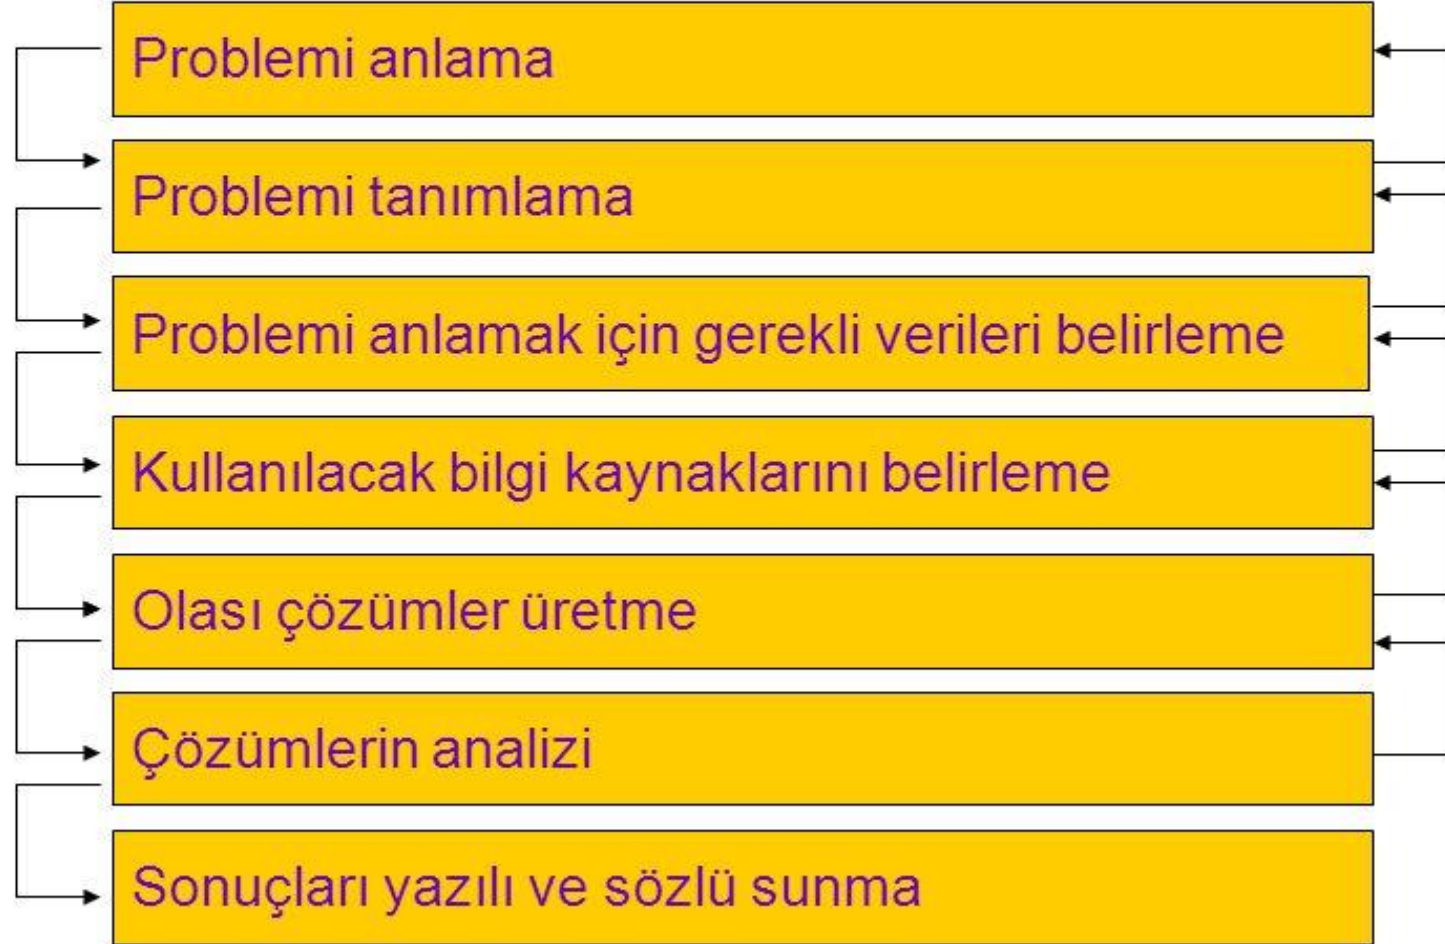 Problemi anlama
Problemi tanımlama
Problemi anlamak için gerekli verileri belirleme
Kullanılacak bilgi kaynaklarını belirleme
Olası çözümler üretme
Çözümlerin analizi
Sonuçları yazılı ve sözlü sunma